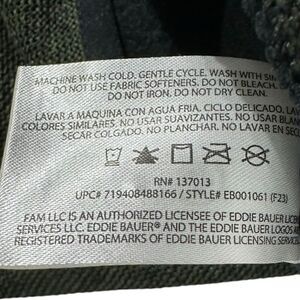 MACHINE WASH COLD. GENTLE CYCLE. WASH WITH SIM
DO NOT USE FABRIC SOFTENERS. DO NOT BLEACH.
DO NOT IRON. DO NOT DRY CLEAN.
LAVAR A MAQUINA CON AGUA FRIA. CICLO DELICADO. LAV
COLORES SIMILARES. NO USAR SUAVIZANTES. NO USAR BLAN
SECAR COLGADO. NO PLANCHAR. NO LAVAR EN SE
RN# 137013
UPC# 719408488166 / STYLE# EB001061 (F23)
FAM LLC IS AN AUTHORIZED LICENSEE OF EDDIE BAUER LICEN
SERVICES LLC. EDDIE BAUER® AND THE EDDIE BAUER LOGOS AR
REGISTERED TRADEMARKS OF EDDIE BAUER LICENSING SERVICE